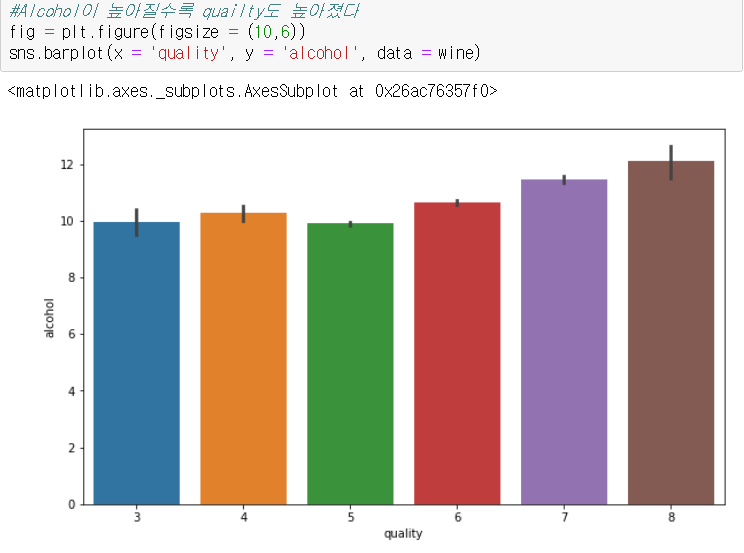 #Alcohol이 높아질수록 quailty도 높아졌다
fig = plt.figure(figsize = (10,6))
sns.barplot(x = 'quality', y = 'alcohol', data = wine)
<matplotlib.axes._subplots.AxesSubplot at 0x26ac76357f0>
12
10
8
6
4
2
0
alcohol
3 4 5 6 7 8
quality